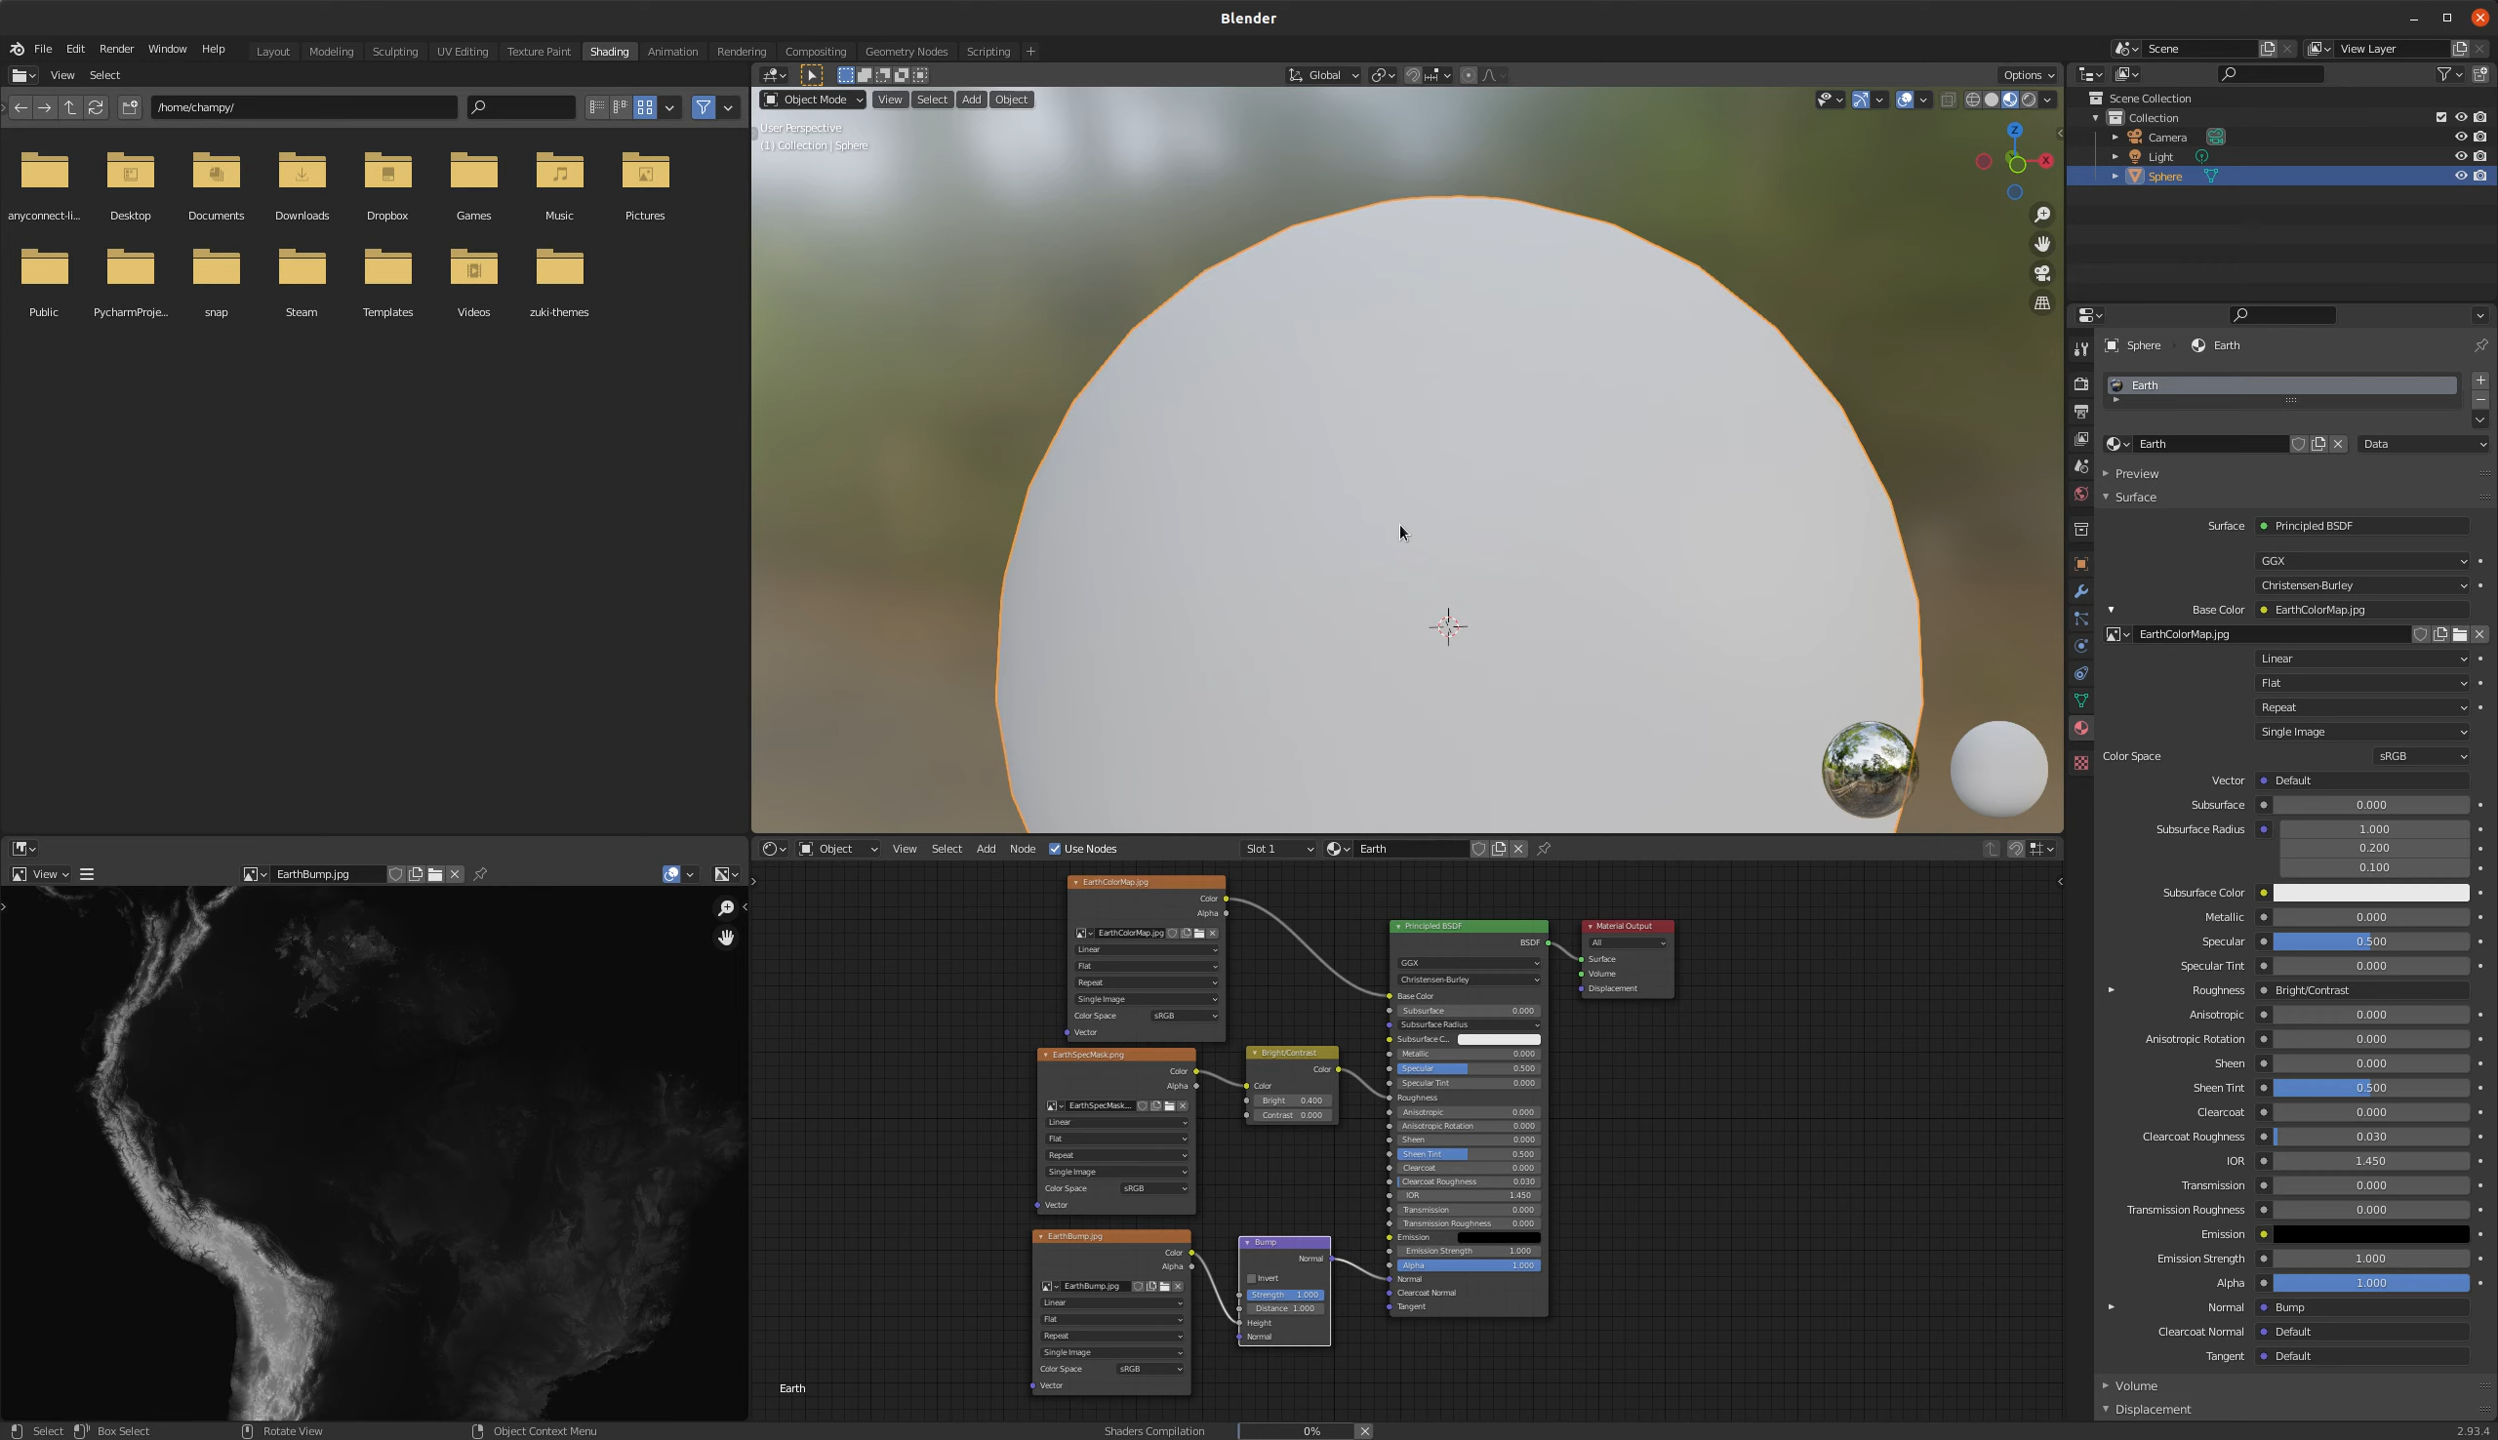 Blender
File Edit Render Window Help
Layout Modeling Sculpting UV Editing Texture Paint Shading Animation Rendering Compositing Geometry Nodes Scripting +
Scene
View Layer
View Select
/home/champy/
anyconnect-li... Desktop Documents Downloads Dropbox Games Music Pictures
Public PycharmProje... snap Steam Templates Videos zuki-themes
Global
Options
Object Mode View Select Add Object
User Perspective
(1) Collection | Sphere
Z
X
Scene Collection
Collection
Camera
Light
Sphere
Sphere Earth
Earth
Earth Data
Preview
Surface
Surface Principled BSDF
GGX
Christensen-Burley
Base Color EarthColorMap.jpg
EarthColorMap.jpg
Linear
Flat
Repeat
Single Image
Color Space sRGB
Vector Default
Subsurface 0.000
Subsurface Radius 1.000
0.200
0.100
Subsurface Color
Metallic 0.000
Specular 0.500
Specular Tint 0.000
Roughness Bright/Contrast
Anisotropic 0.000
Anisotropic Rotation 0.000
Sheen 0.000
Sheen Tint 0.500
Clearcoat 0.000
Clearcoat Roughness 0.030
IOR 1.450
Transmission 0.000
Transmission Roughness 0.000
Emission
Emission Strength 1.000
Alpha 1.000
Normal Bump
Clearcoat Normal Default
Tangent Default
Volume
Displacement
View EarthBump.jpg
Object View Select Add Node Use Nodes Slot 1 Earth
EarthColorMap.jpg
Color
Alpha
EarthColorMap.jpg
Linear
Flat
Repeat
Single Image
Color Space sRGB
Vector
EarthSpecMask.png
Color
Alpha
EarthSpecMask...
Linear
Flat
Repeat
Single Image
Color Space sRGB
Vector
Bright/Contrast
Color
Color
Bright 0.400
Contrast 0.000
EarthBump.jpg
Color
Alpha
EarthBump.jpg
Linear
Flat
Repeat
Single Image
Color Space sRGB
Vector
Bump
Normal
Invert
Strength 1.000
Distance 1.000
Height
Normal
Principled BSDF
BSDF
GGX
Christensen-Burley
Base Color
Subsurface 0.000
Subsurface Radius
Subsurface C...
Metallic 0.000
Specular 0.500
Specular Tint 0.000
Roughness
Anisotropic 0.000
Anisotropic Rotation 0.000
Sheen 0.000
Sheen Tint 0.500
Clearcoat 0.000
Clearcoat Roughness 0.030
IOR 1.450
Transmission 0.000
Transmission Roughness 0.000
Emission
Emission Strength 1.000
Alpha 1.000
Normal
Clearcoat Normal
Tangent
Material Output
All
Surface
Volume
Displacement
Earth
Select Box Select Rotate View Object Context Menu Shaders Compilation 0% 2.93.4